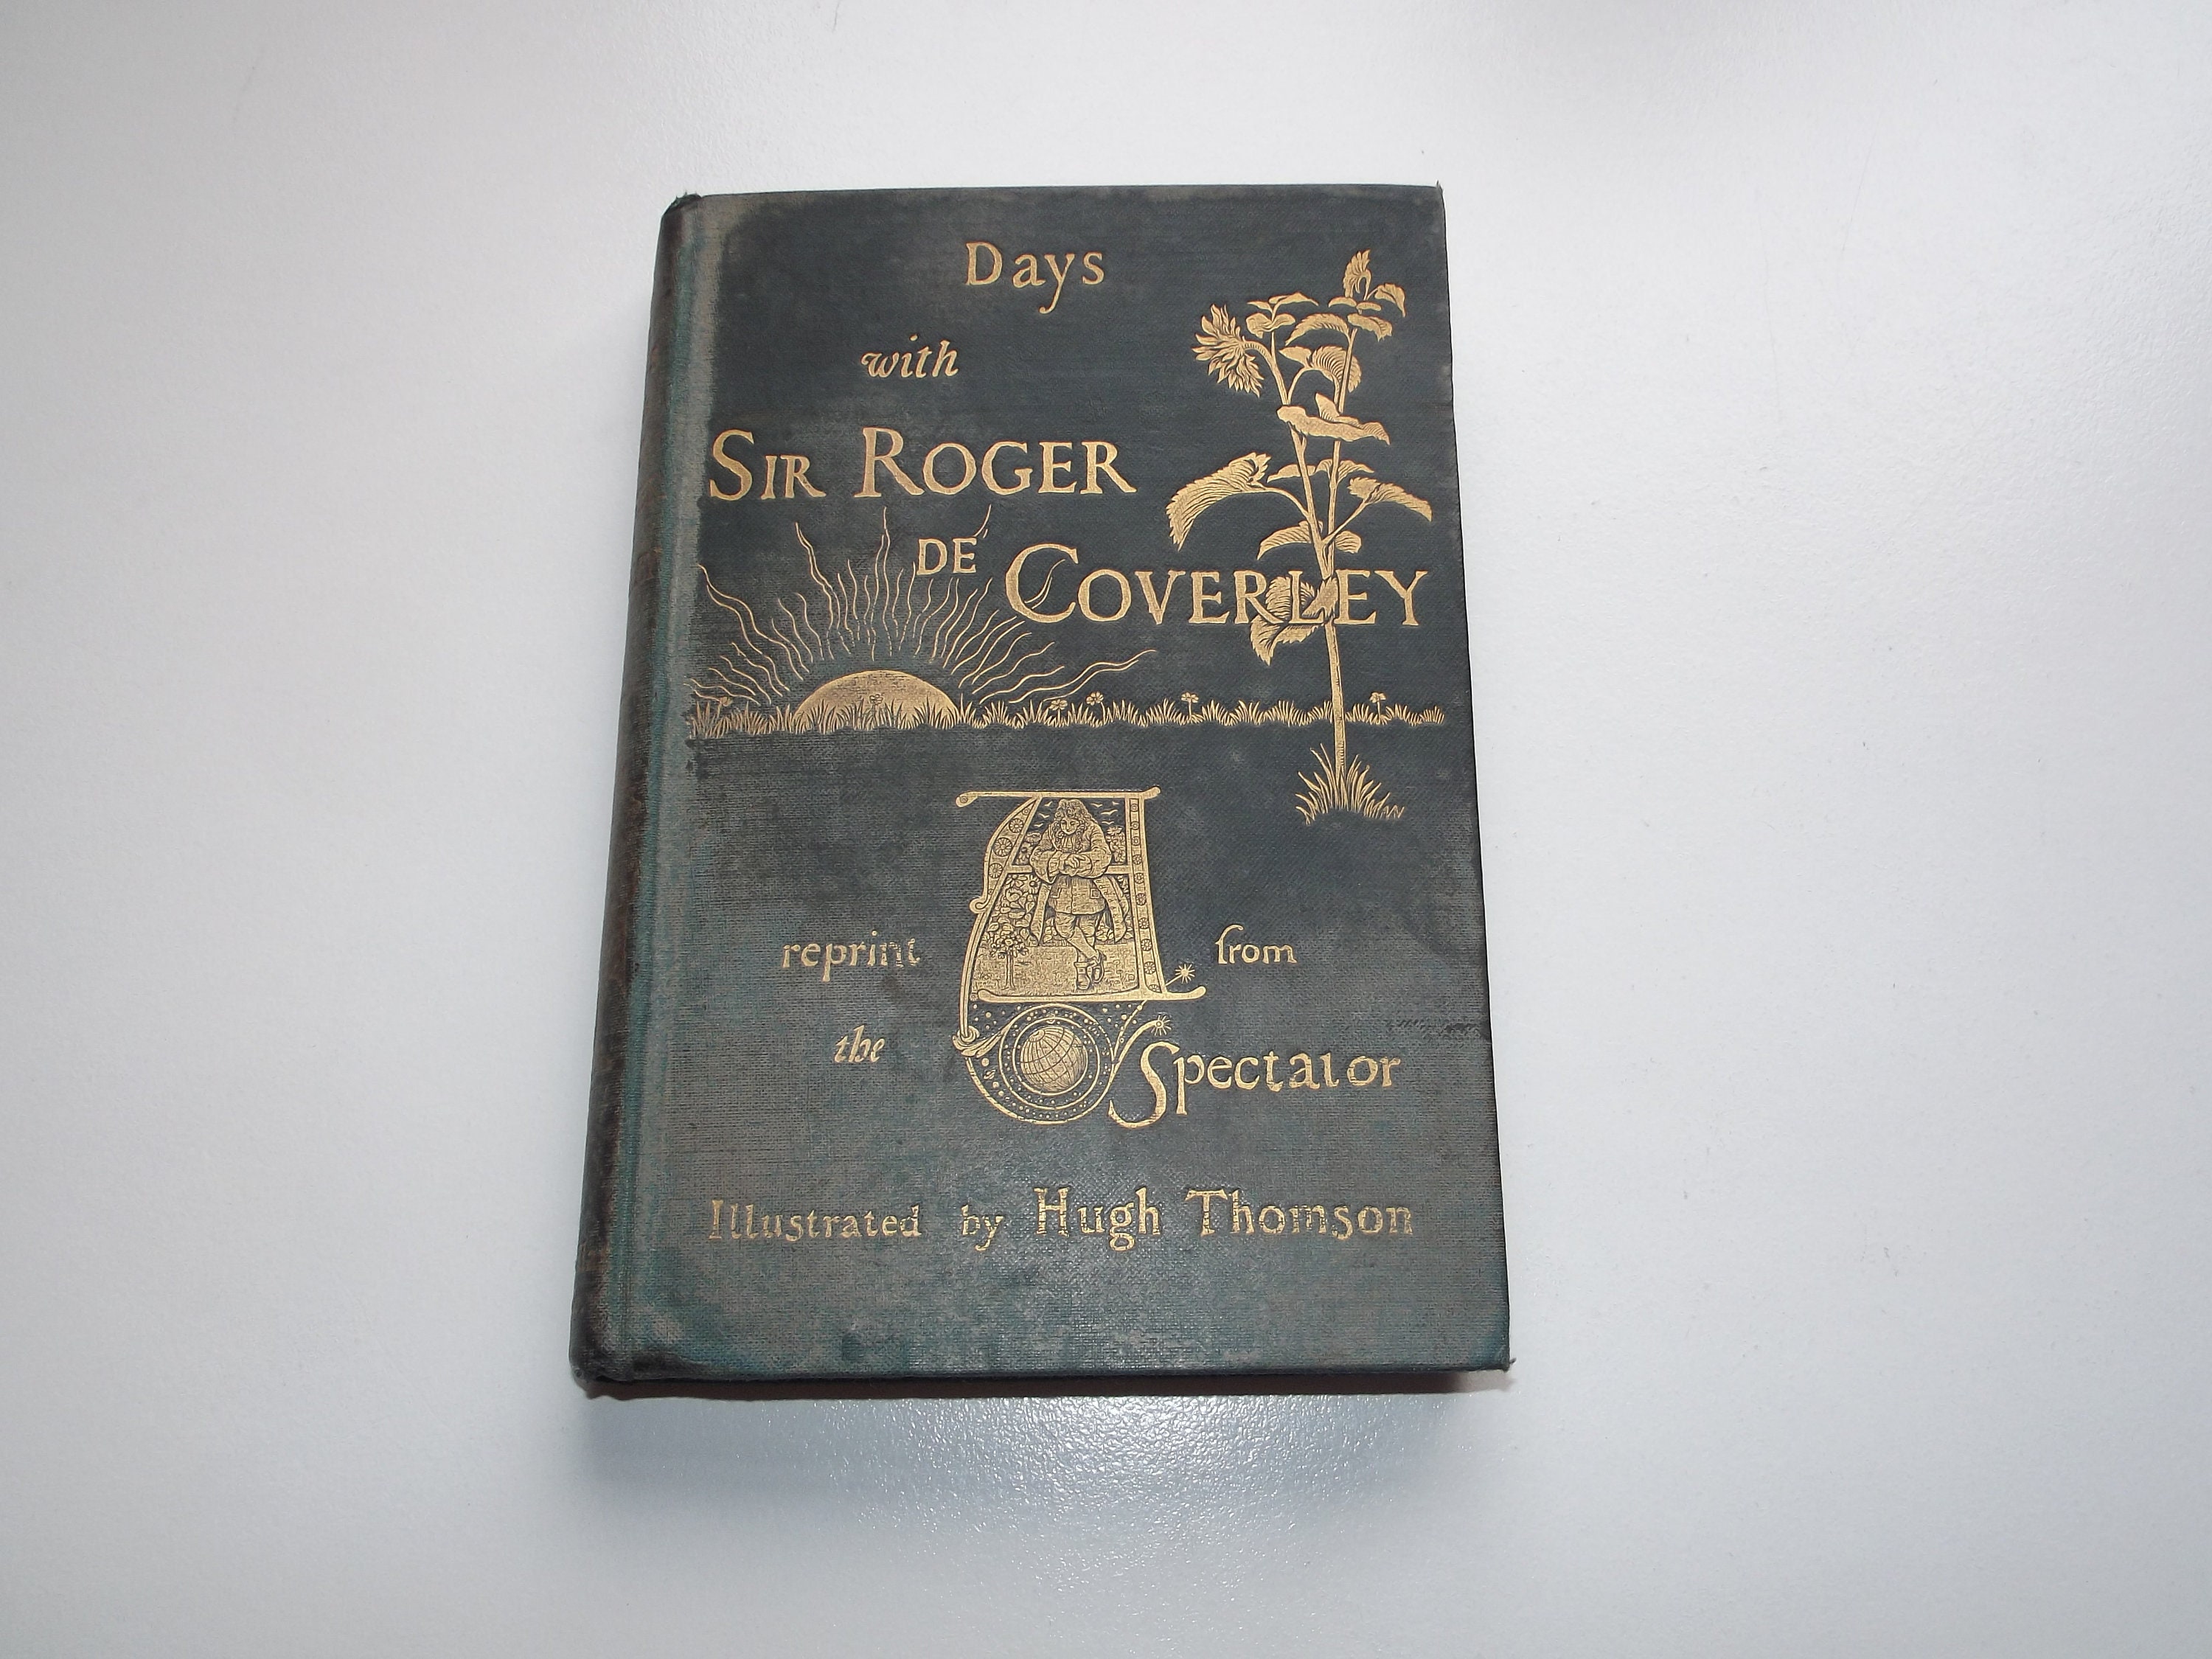 Days
with
SIR ROGER
DE COVERLEY
A
reprint from
the Spectator
Illustrated by Hugh Thomson